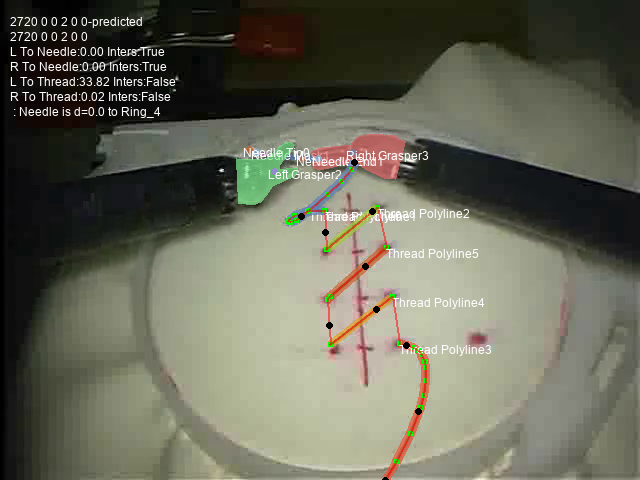 2720 0 0 2 0 0-predicted
2720 0 0 2 0 0
L To Needle:0.00 Inters:True
R To Needle:0.00 Inters:True
L To Thread:33.82 Inters:False
R To Thread:0.02 Inters:False
: Needle is d=0.0 to Ring_4
Needle Tip0
Right Grasper3
Left Grasper2
Thread Polyline2
Thread Polyline5
Thread Polyline4
Thread Polyline3